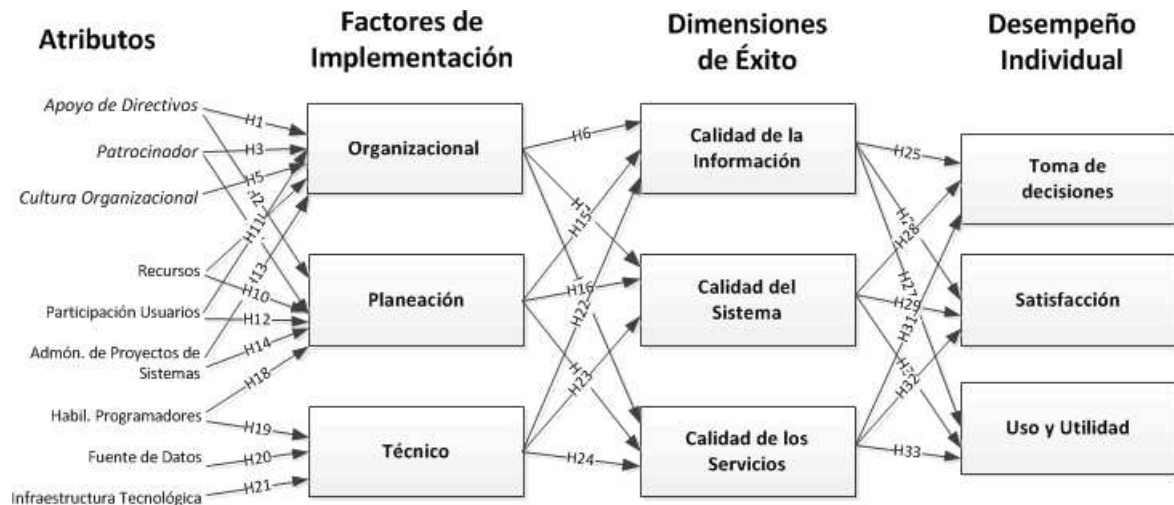 Atributos
Factores de
Implementación
Dimensiones
de Éxito
Desempeño
Individual
Apoyo de Directivos
Patrocinador
Cultura Organizacional
Recursos
Participación Usuarios
Admón. de Proyectos de
Sistemas
Habil. Programadores
Fuente de Datos
Infraestructura Tecnológica
H1
H3
H5
H2
H11
H13
H10
H12
H14
H18
H19
H20
H21
Organizacional
Planeación
Técnico
H6
H15
H16
H22
H23
H24
Calidad de la
Información
Calidad del
Sistema
Calidad de los
Servicios
H25
H28
H27
H29
H31
H32
H33
Toma de
decisiones
Satisfacción
Uso y Utilidad